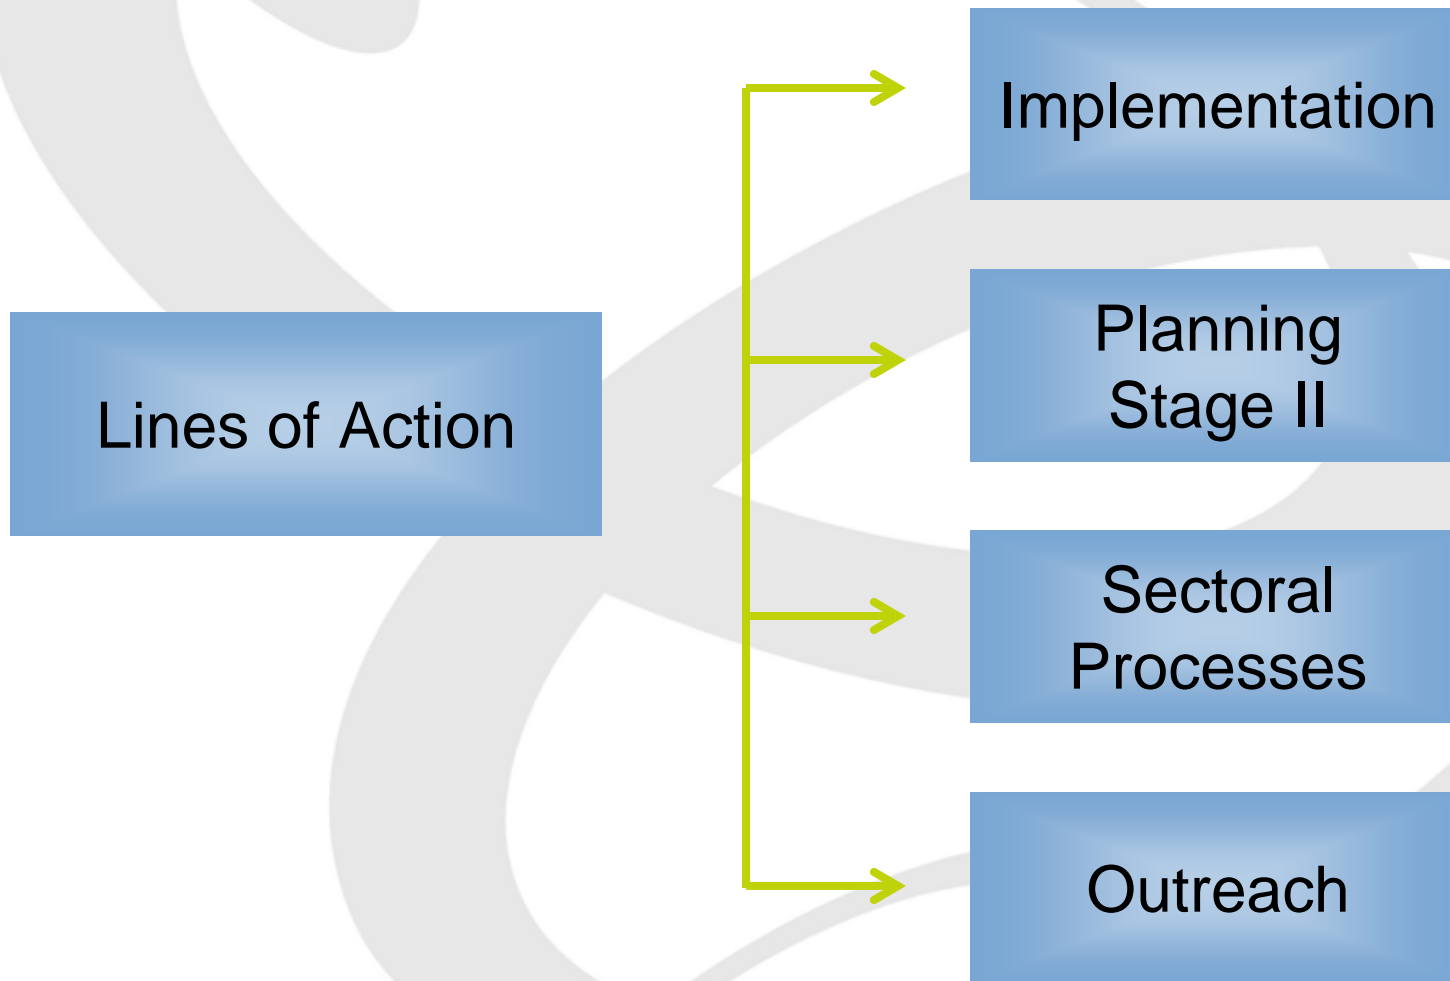 Lines of Action
Implementation
Planning
Stage II
Sectoral
Processes
Outreach